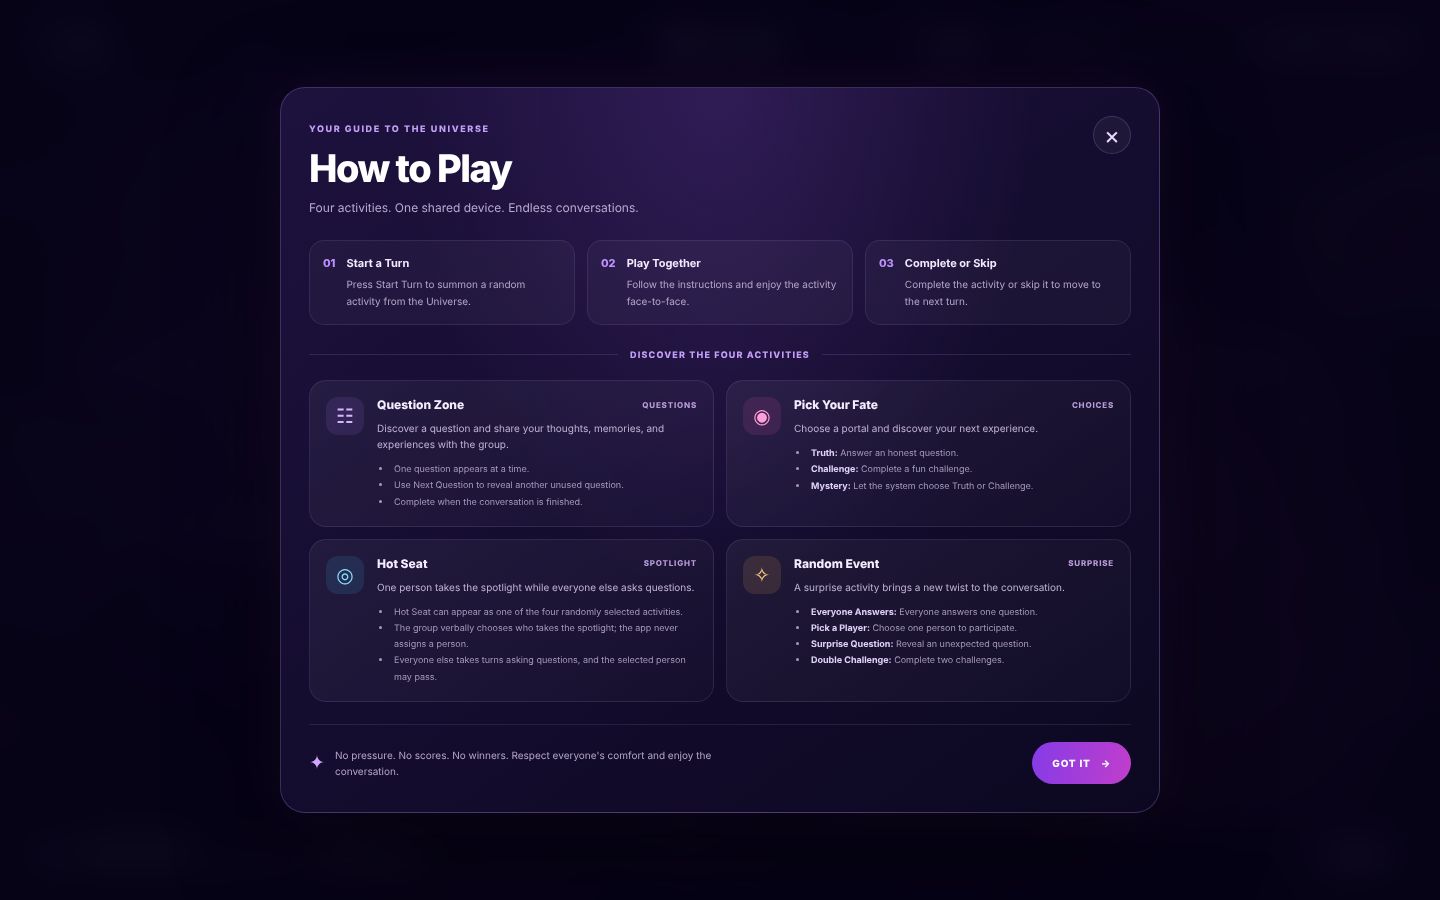 YOUR GUIDE TO THE UNIVERSE
How to Play
Four activities. One shared device. Endless conversations.
01 Start a Turn
Press Start Turn to summon a random
activity from the Universe.
02 Play Together
Follow the instructions and enjoy the activity
face-to-face.
03 Complete or Skip
Complete the activity or skip it to move to
the next turn.
DISCOVER THE FOUR ACTIVITIES
Question Zone
QUESTIONS
Discover a question and share your thoughts, memories, and
experiences with the group.
• One question appears at a time.
• Use Next Question to reveal another unused question.
• Complete when the conversation is finished.
Pick Your Fate
CHOICES
Choose a portal and discover your next experience.
• Truth: Answer an honest question.
• Challenge: Complete a fun challenge.
• Mystery: Let the system choose Truth or Challenge.
Hot Seat
SPOTLIGHT
One person takes the spotlight while everyone else asks questions.
• Hot Seat can appear as one of the four randomly selected activities.
• The group verbally chooses who takes the spotlight; the app never
assigns a person.
• Everyone else takes turns asking questions, and the selected person
may pass.
Random Event
SURPRISE
A surprise activity brings a new twist to the conversation.
• Everyone Answers: Everyone answers one question.
• Pick a Player: Choose one person to participate.
• Surprise Question: Reveal an unexpected question.
• Double Challenge: Complete two challenges.
No pressure. No scores. No winners. Respect everyone's comfort and enjoy the
conversation.
GOT IT →